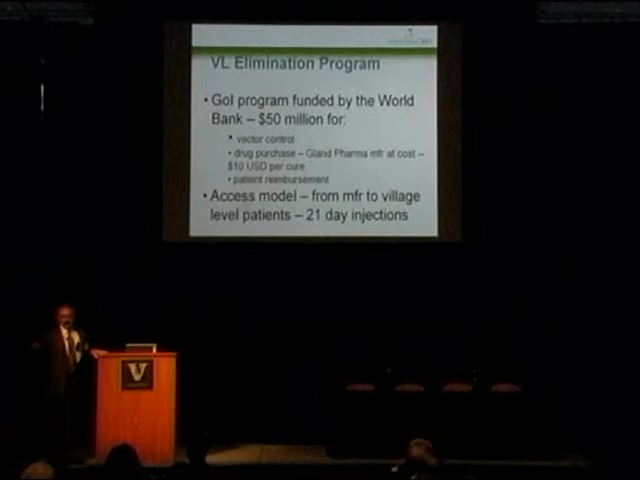 VL Elimination Program
• GoI program funded by the World
Bank – $50 million for:
• vector control
• drug purchase – Gland Pharma mfr at cost –
$10 USD per cure
• patient reimbursement
• Access model – from mfr to village
level patients – 21 day injections
V